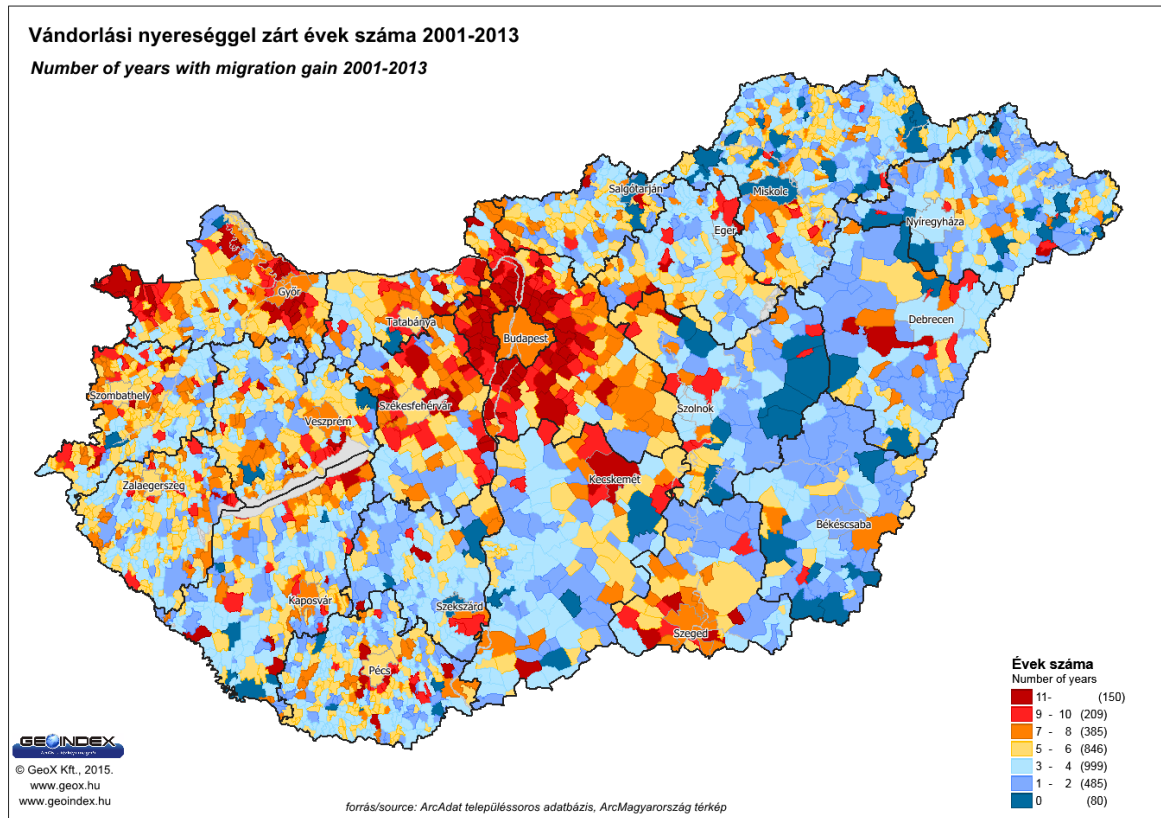 Vándorlási nyereséggel zárt évek száma 2001-2013
Number of years with migration gain 2001-2013
Salgótarján
Miskolc
Nyíregyháza
Eger
Győr
Tatabánya
Budapest
Debrecen
Szombathely
Székesfehérvár
Szolnok
Veszprém
Zalaegerszeg
Kecskemét
Békéscsaba
Kaposvár
Szekszárd
Szeged
Pécs
Évek száma
Number of years
11- (150)
9 - 10 (209)
7 - 8 (385)
5 - 6 (846)
3 - 4 (999)
1 - 2 (485)
0 (80)
GEOINDEX
© GeoX Kft., 2015.
www.geox.hu
www.geoindex.hu
forrás/source: ArcAdat településsoros adatbázis, ArcMagyarország térkép